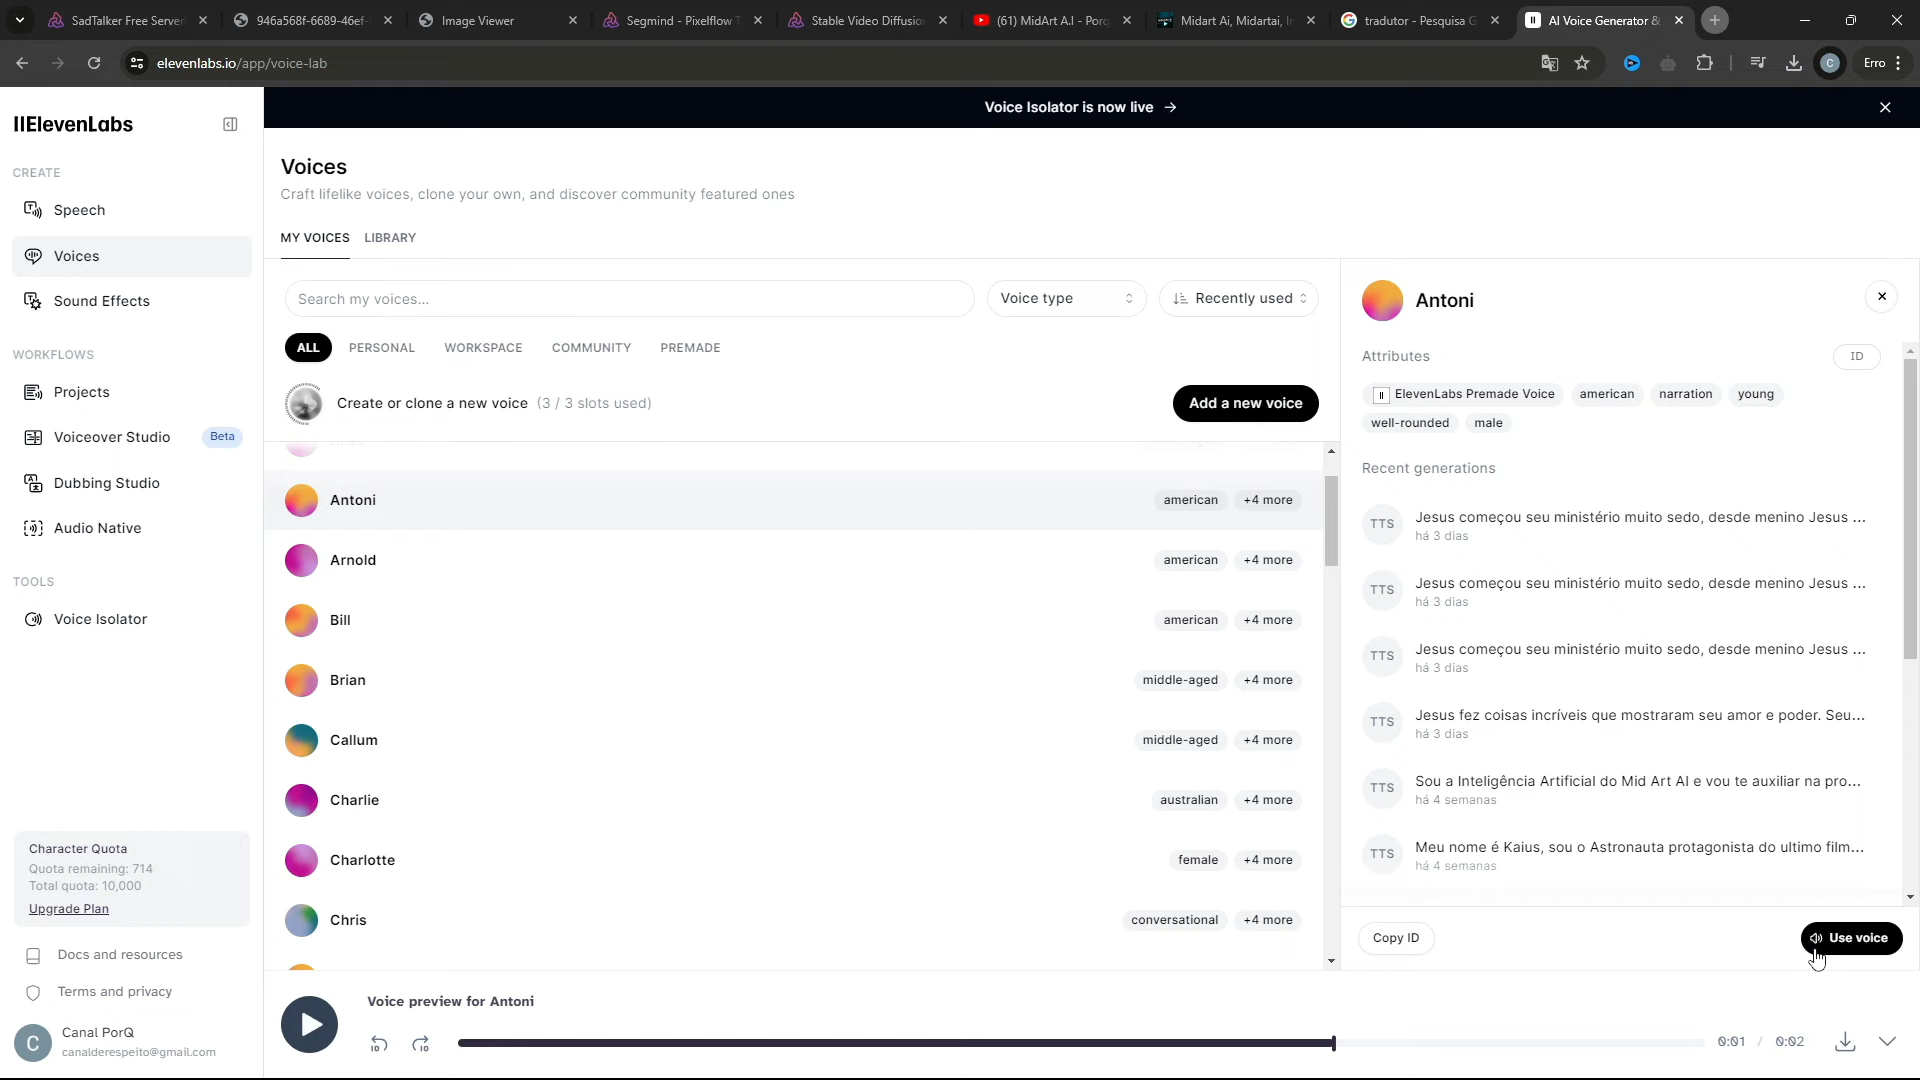 SadTalker Free Server
946a568f-6689-46ef-
Image Viewer
Segmind - Pixelflow T
Stable Video Diffusion
(61) MidArt A.I - Porq
Midart Ai, Midartai, I
tradutor - Pesquisa G
AI Voice Generator &
elevenlabs.io/app/voice-lab
C
Erro
Voice Isolator is now live →
IIElevenLabs
CREATE
Speech
Voices
Sound Effects
WORKFLOWS
Projects
Voiceover Studio Beta
Dubbing Studio
Audio Native
TOOLS
Voice Isolator
Character Quota
Quota remaining: 714
Total quota: 10,000
Upgrade Plan
Docs and resources
Terms and privacy
C
Canal PorQ
canalderespeito@gmail.com
Voices
Craft lifelike voices, clone your own, and discover community featured ones
MY VOICES LIBRARY
Search my voices...
Voice type
Recently used
ALL PERSONAL WORKSPACE COMMUNITY PREMADE
Create or clone a new voice (3 / 3 slots used)
Add a new voice
Antoni american +4 more
Arnold american +4 more
Bill american +4 more
Brian middle-aged +4 more
Callum middle-aged +4 more
Charlie australian +4 more
Charlotte female +4 more
Chris conversational +4 more
Antoni
Attributes
ID
ElevenLabs Premade Voice american narration young
well-rounded male
Recent generations
TTS Jesus começou seu ministério muito sedo, desde menino Jesus ...
há 3 dias
TTS Jesus começou seu ministério muito sedo, desde menino Jesus ...
há 3 dias
TTS Jesus começou seu ministério muito sedo, desde menino Jesus ...
há 3 dias
TTS Jesus fez coisas incríveis que mostraram seu amor e poder. Seu...
há 3 dias
TTS Sou a Inteligência Artificial do Mid Art AI e vou te auxiliar na pro...
há 4 semanas
TTS Meu nome é Kaius, sou o Astronauta protagonista do ultimo film...
há 4 semanas
Copy ID
Use voice
Voice preview for Antoni
10 10
0:01 / 0:02